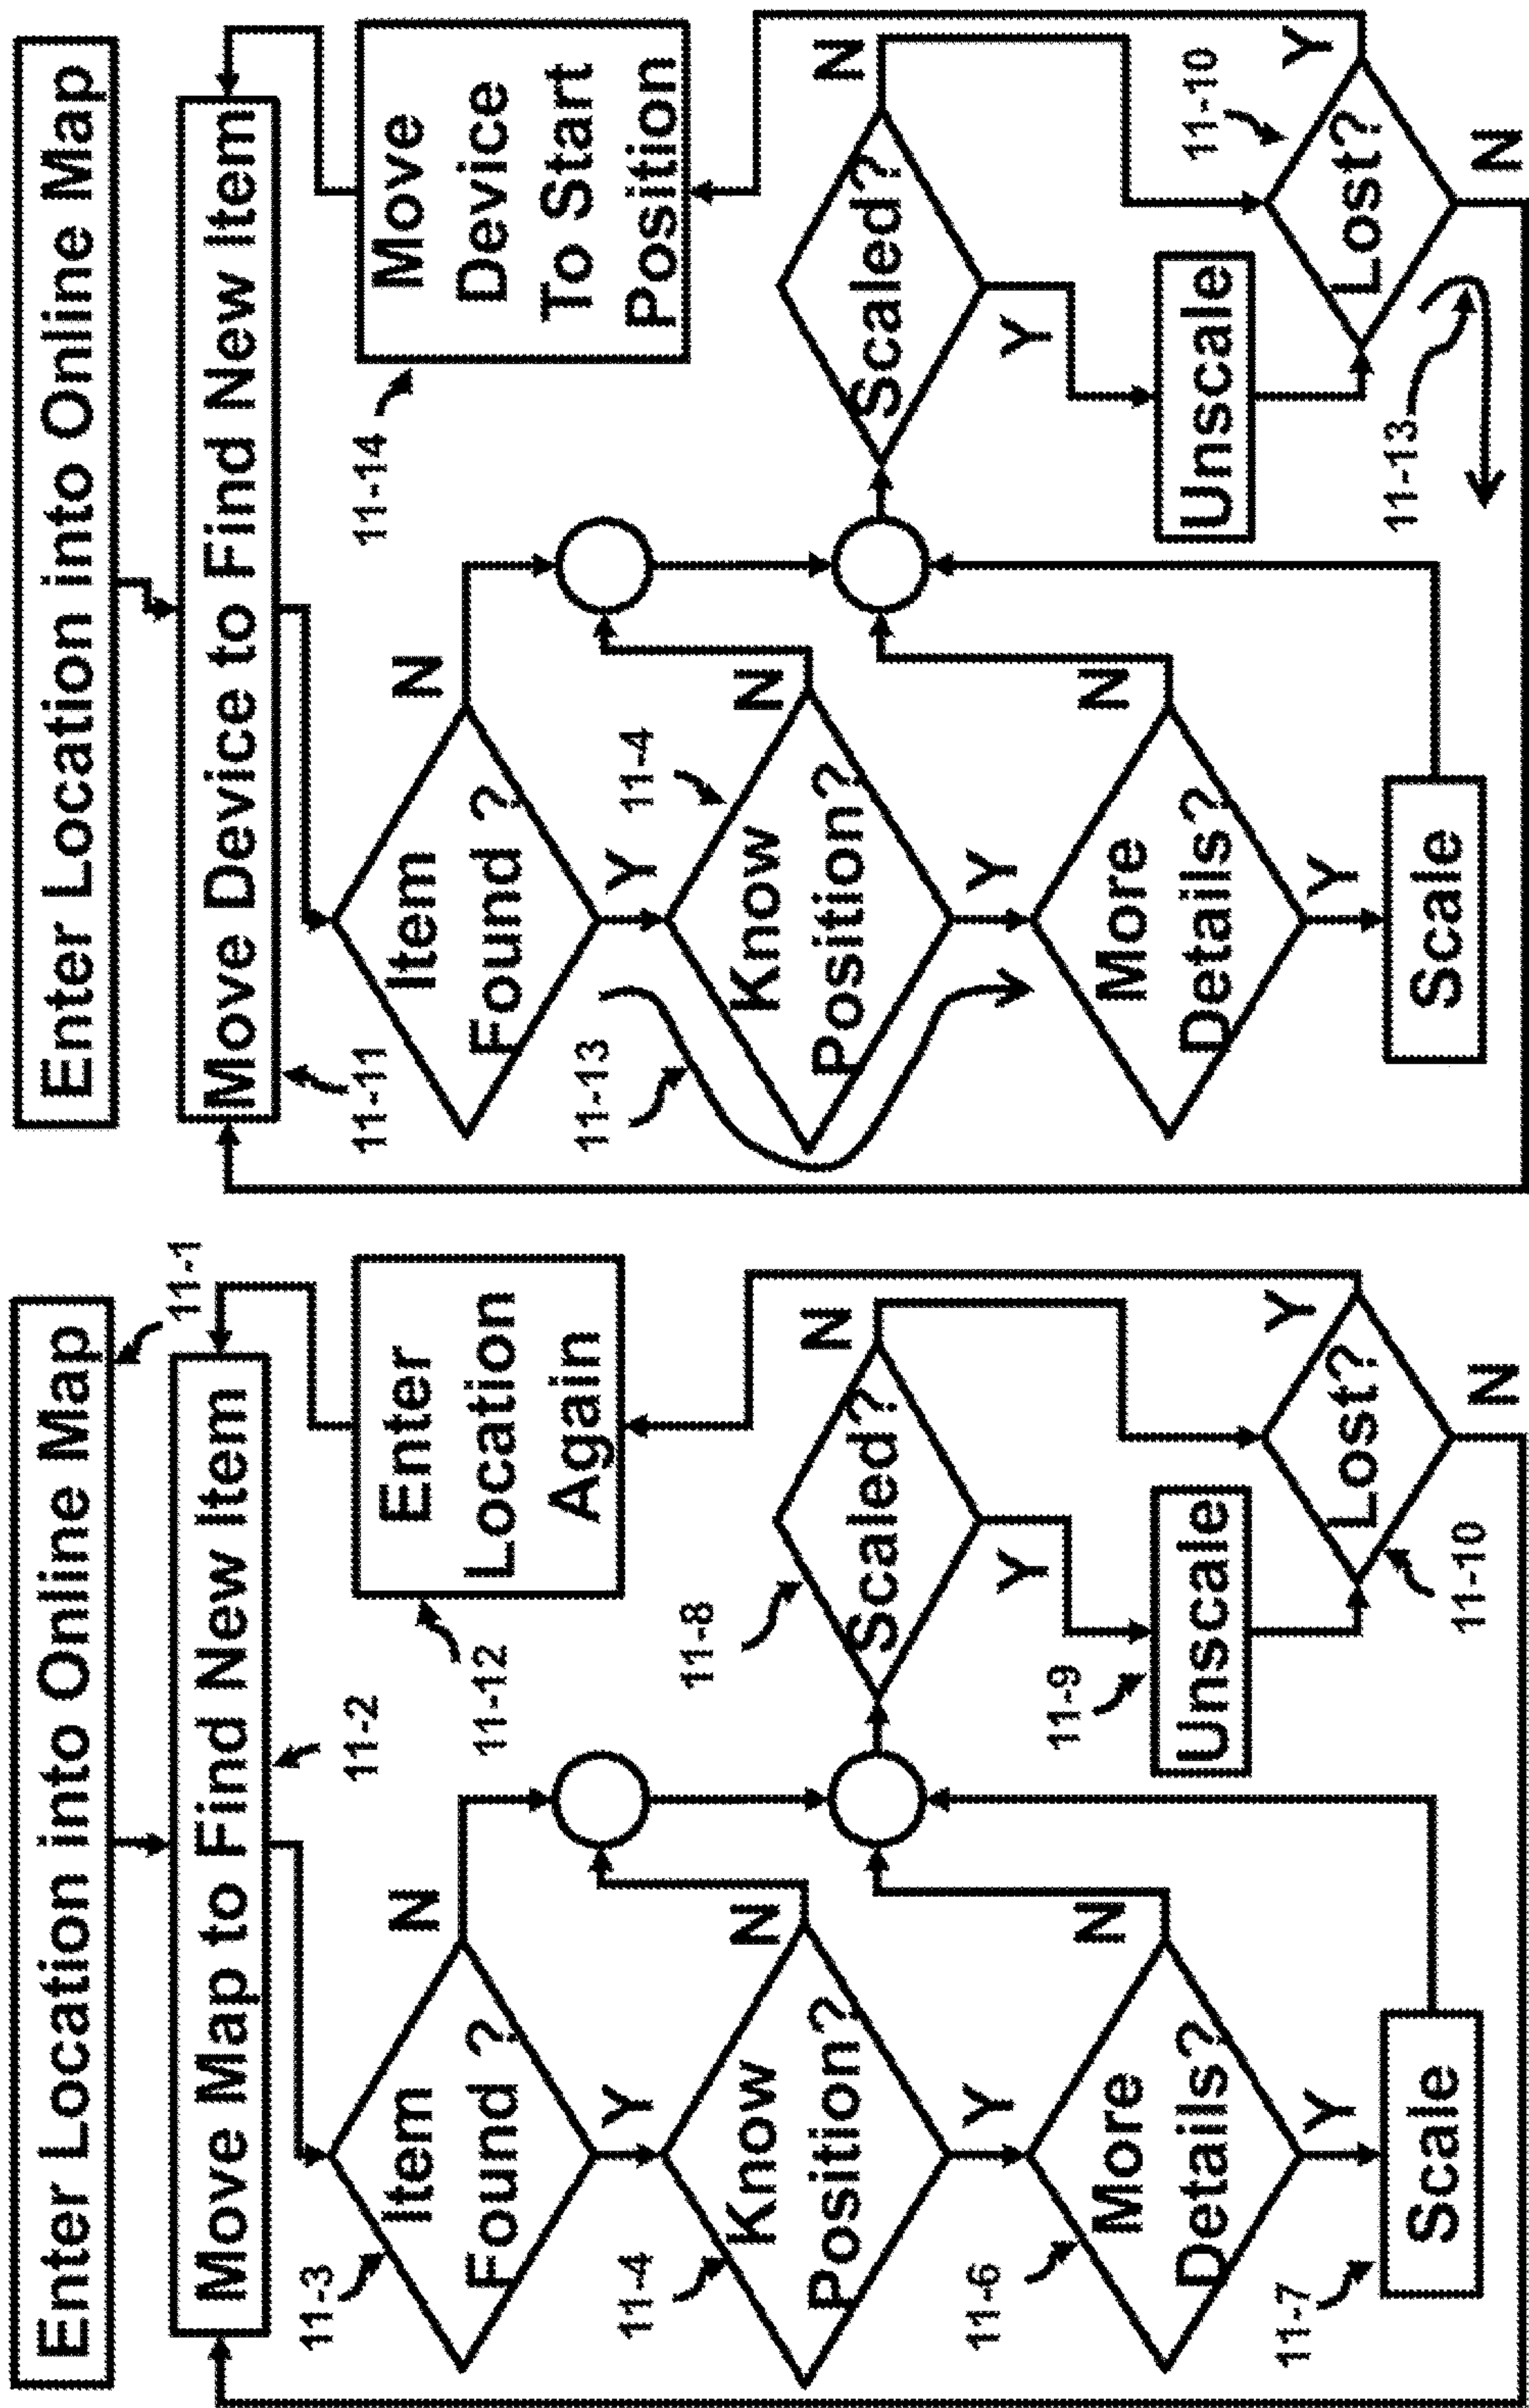 Enter Location into Online Map
11-1
Move Map to Find New Item
11-2
11-3
Item
Found ?
N
Y
Enter
Location
Again
11-12
11-4
Know
Position?
N
Y
11-8
Scaled?
N
Y
11-6
More
Details?
N
Y
11-9
Unscale
11-7
Scale
Lost?
Y
11-10
N
Enter Location into Online Map
Move Device to Find New Item
11-11
Item
Found ?
N
Y
Move
Device
To Start
Position
11-14
11-13
11-4
Know
Position?
N
Y
Scaled?
N
Y
More
Details?
N
Y
Unscale
11-10
Scale
Lost?
Y
11-13
N